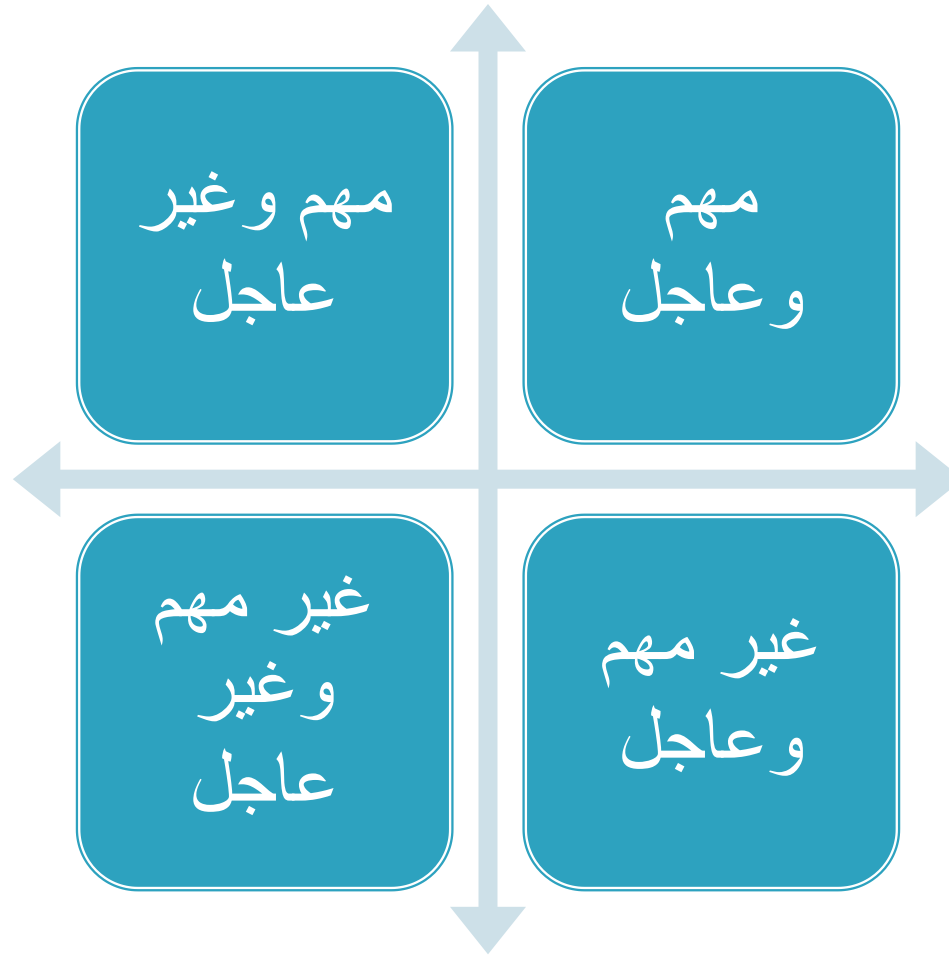 مهم
وعاجل
مهم وغير
عاجل
غير مهم
وعاجل
غير مهم
وغير
عاجل